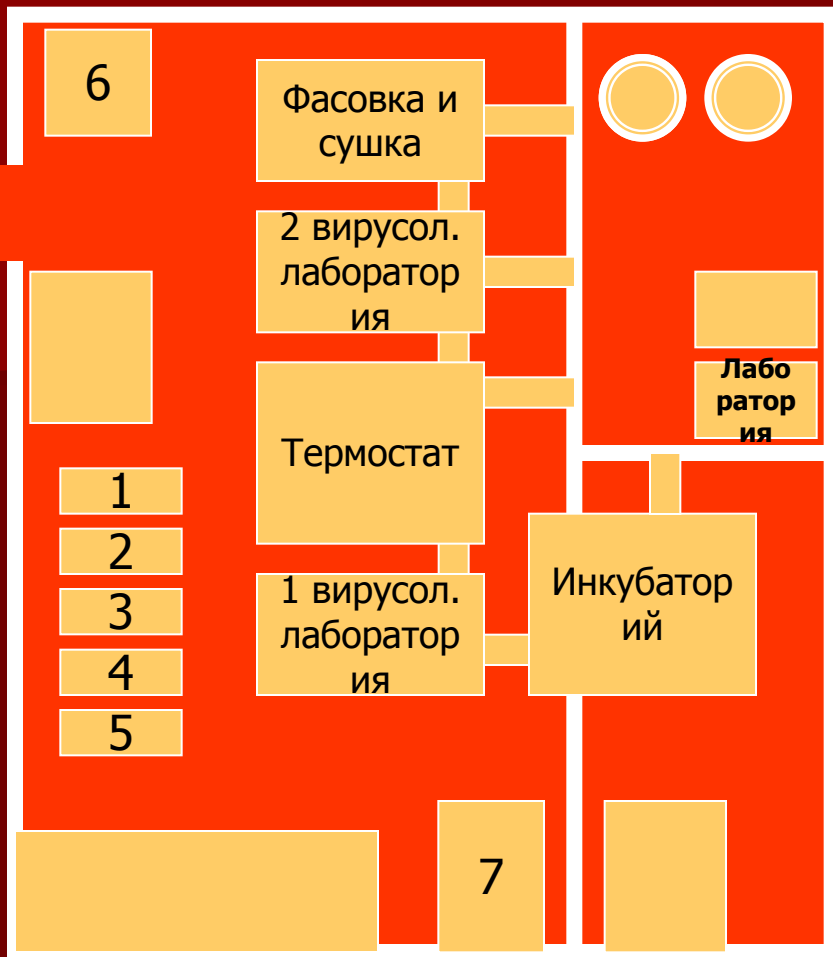 6
Фасовка и
сушка
2 вирусол.
лаборатор
ия
Лабо
ратор
ия
Термостат
1
2
3
4
5
1 вирусол.
лаборатор
ия
Инкубатор
ий
7